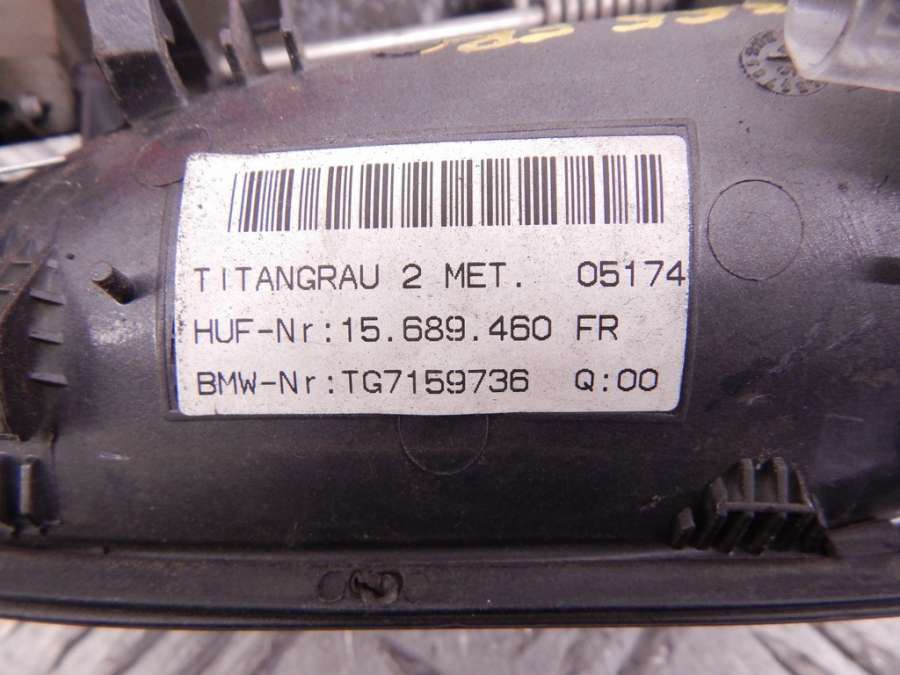 TITANGRAU 2 MET. 05174
HUF-Nr:15.689.460 FR
BMW-Nr:TG7159736 Q:00